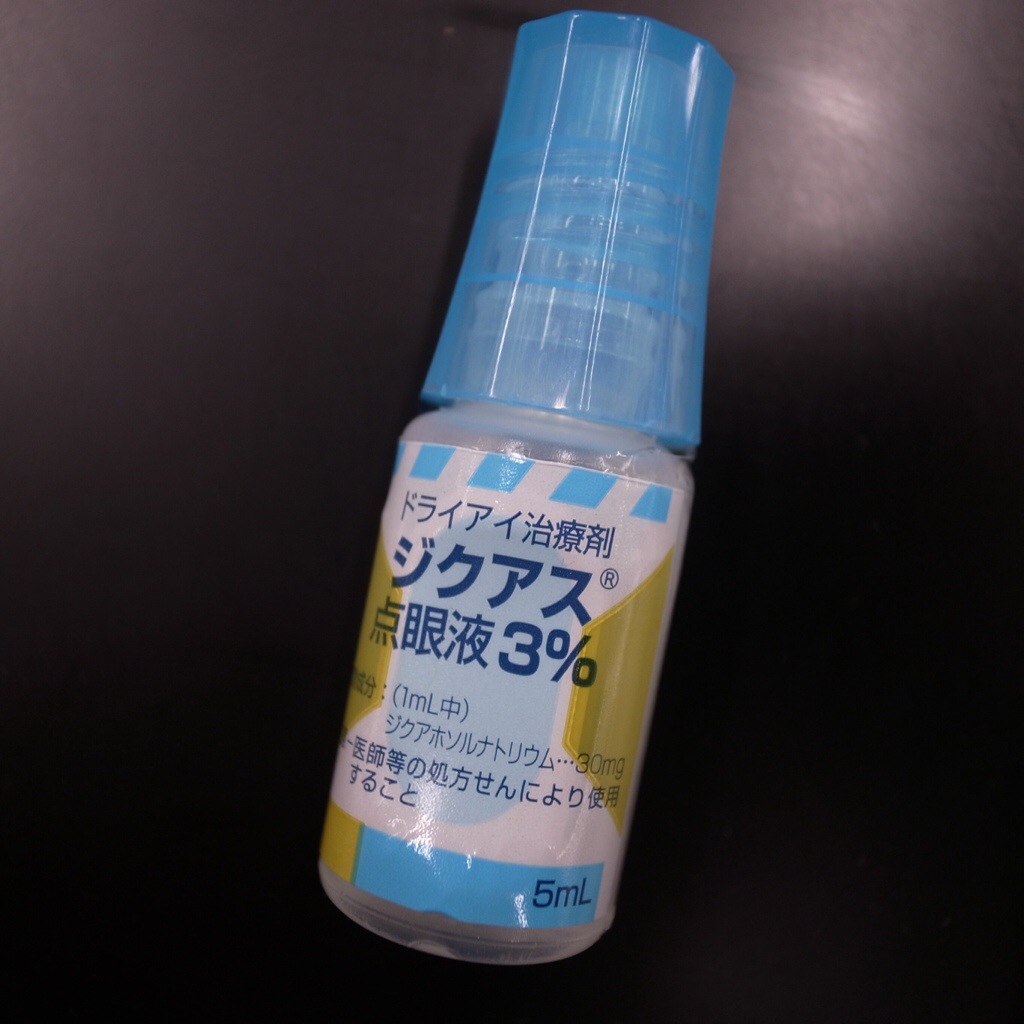 ドライアイ治療剤
ジクアス®
点眼液3%
成分：(1mL中)
ジクアホソルナトリウム…30mg
医師等の処方せんにより使用
すること
5mL